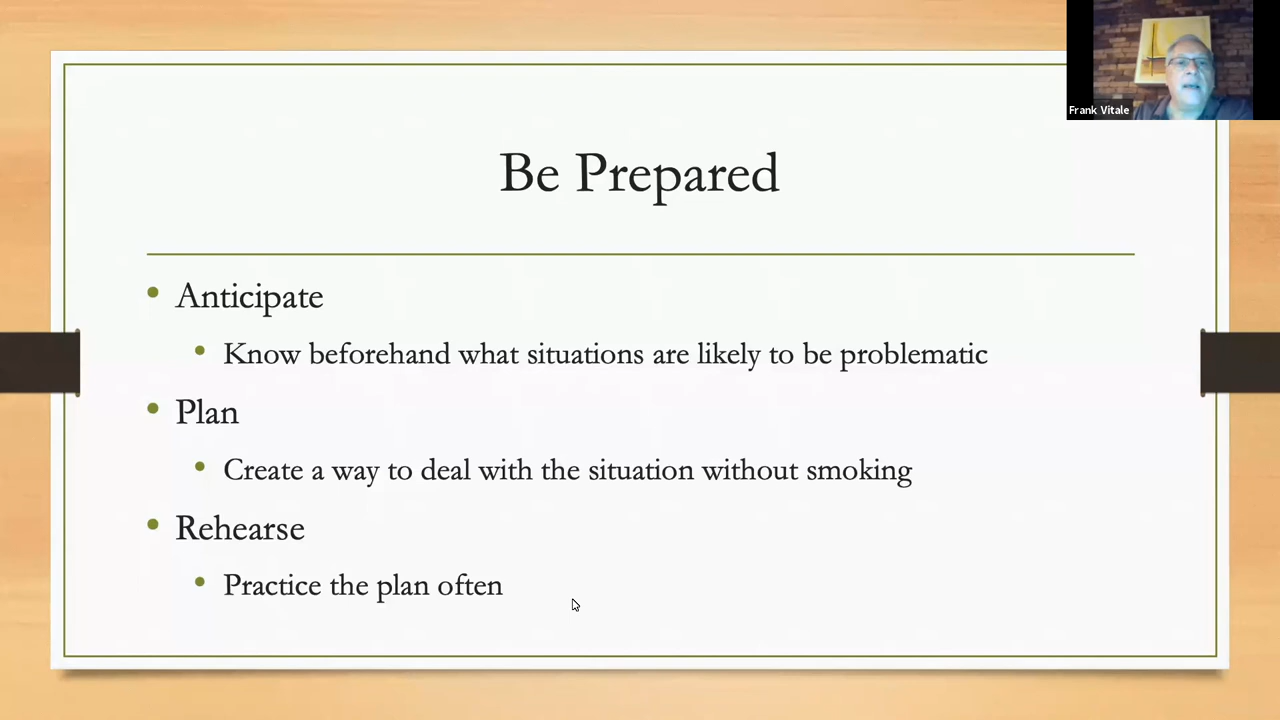 Frank Vitale
Be Prepared
• Anticipate
• Know beforehand what situations are likely to be problematic
• Plan
• Create a way to deal with the situation without smoking
• Rehearse
• Practice the plan often